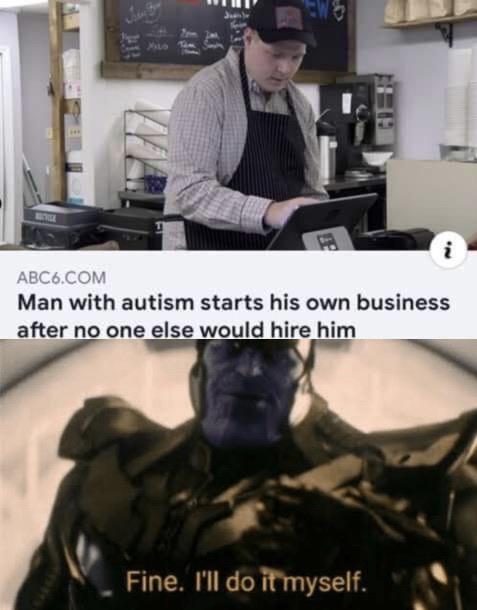 ABC6.COM
Man with autism starts his own business
after no one else would hire him
Fine. I'll do it myself.